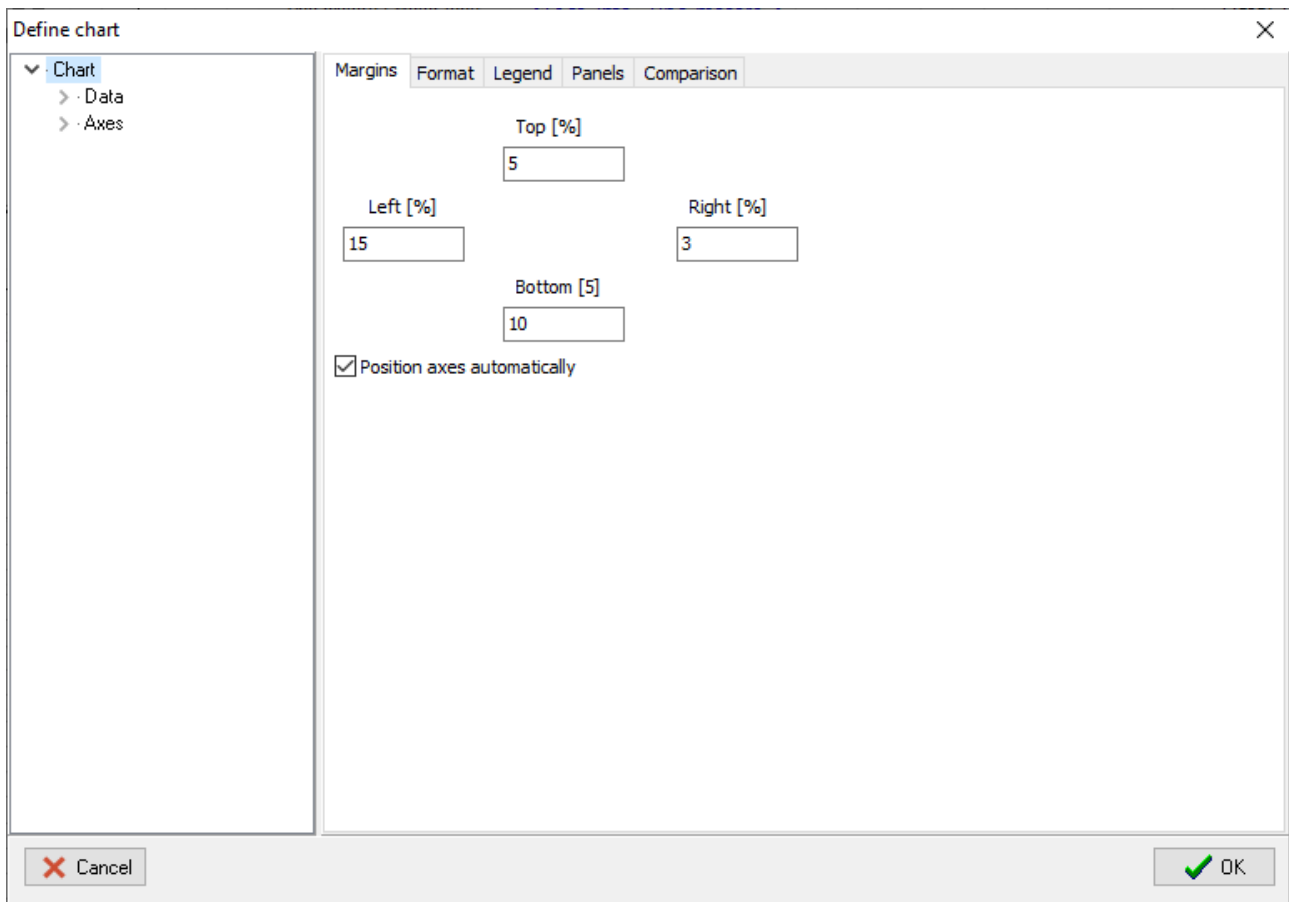 Define chart
Chart
Data
Axes
Margins Format Legend Panels Comparison
Top [%]
5
Left [%] Right [%]
15 3
Bottom [5]
10
Position axes automatically
Cancel OK